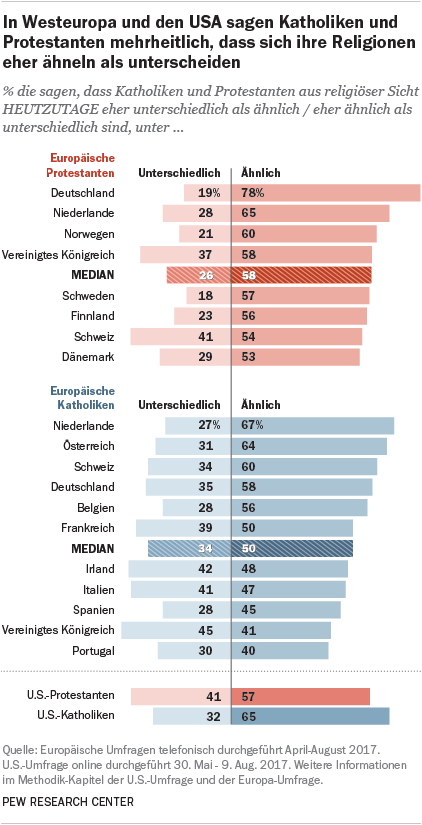 In Westeuropa und den USA sagen Katholiken und
Protestanten mehrheitlich, dass sich ihre Religionen
eher ähneln als unterscheiden
% die sagen, dass Katholiken und Protestanten aus religiöser Sicht
HEUTZUTAGE eher unterschiedlich als ähnlich / eher ähnlich als
unterschiedlich sind, unter ...
Europäische
Protestanten Unterschiedlich Ähnlich
Deutschland 19% 78%
Niederlande 28 65
Norwegen 21 60
Vereinigtes Königreich 37 58
MEDIAN 26 58
Schweden 18 57
Finnland 23 56
Schweiz 41 54
Dänemark 29 53
Europäische
Katholiken Unterschiedlich Ähnlich
Niederlande 27% 67%
Österreich 31 64
Schweiz 34 60
Deutschland 35 58
Belgien 28 56
Frankreich 39 50
MEDIAN 34 50
Irland 42 48
Italien 41 47
Spanien 28 45
Vereinigtes Königreich 45 41
Portugal 30 40
U.S.-Protestanten 41 57
U.S.-Katholiken 32 65
Quelle: Europäische Umfragen telefonisch durchgeführt April-August 2017.
U.S.-Umfrage online durchgeführt 30. Mai - 9. Aug. 2017. Weitere Informationen
im Methodik-Kapitel der U.S.-Umfrage und der Europa-Umfrage.
PEW RESEARCH CENTER